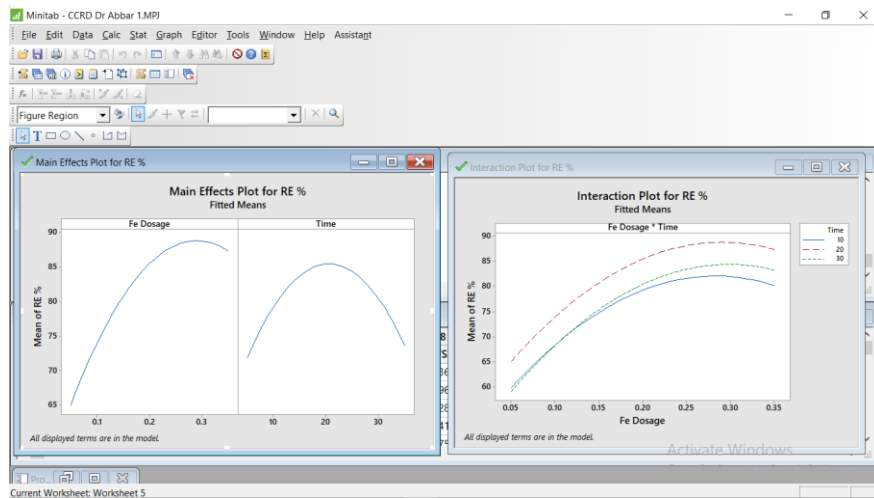 Minitab - CCRD Dr Abbar 1.MPJ
File Edit Data Calc Stat Graph Editor Tools Window Help Assistant
Figure Region
Main Effects Plot for RE %
Main Effects Plot for RE %
Fitted Means
Fe Dosage Time
90
85
80
75
70
65
Mean of RE %
0.1 0.2 0.3 10 20 30
All displayed terms are in the model.
Interaction Plot for RE %
Interaction Plot for RE %
Fitted Means
Fe Dosage * Time
90
85
80
75
70
65
60
Mean of RE %
0.05 0.10 0.15 0.20 0.25 0.30 0.35
Fe Dosage
Time
10
20
30
All displayed terms are in the model.
Activate Windows
Pro...
Current Worksheet: Worksheet 5